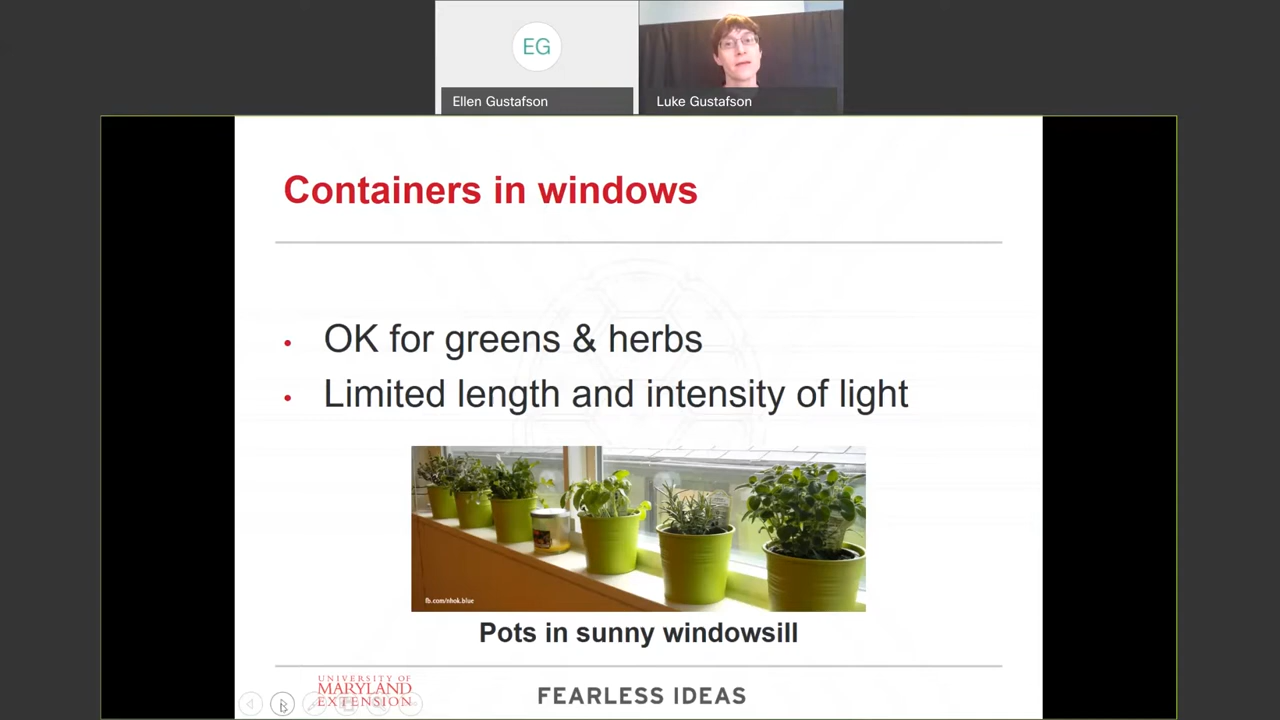 EG
Ellen Gustafson
Luke Gustafson
Containers in windows
OK for greens & herbs
Limited length and intensity of light
fb.com/nhok.blue
Pots in sunny windowsill
UNIVERSITY OF
MARYLAND
EXTENSION
FEARLESS IDEAS